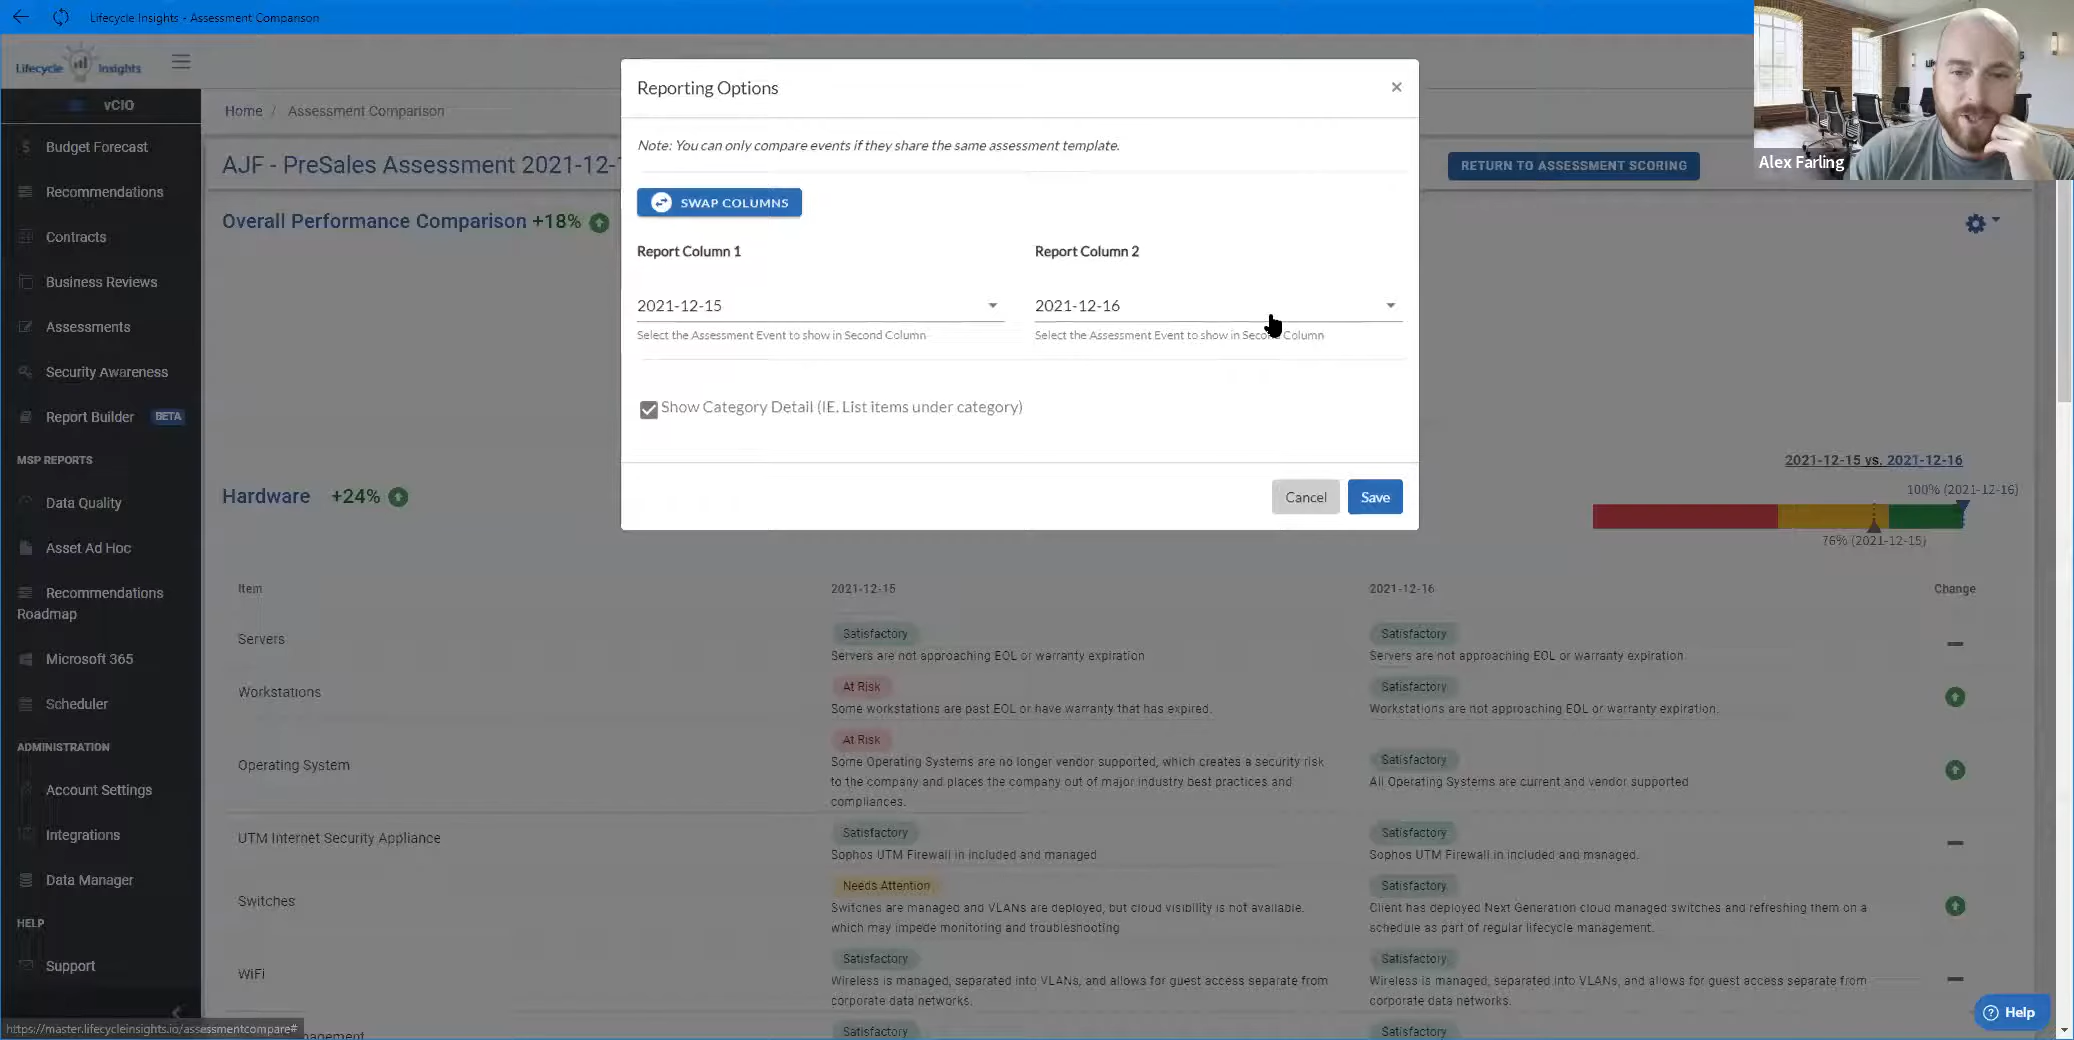 Lifecycle Insights - Assessment Comparison
Lifecycle Insights
vCIO
Budget Forecast
Recommendations
Contracts
Business Reviews
Assessments
Security Awareness
Report Builder BETA
MSP REPORTS
Data Quality
Asset Ad Hoc
Recommendations
Roadmap
Microsoft 365
Scheduler
ADMINISTRATION
Account Settings
Integrations
Data Manager
HELP
Support
https://master.lifecycleinsights.io/assessmentcompare#
Home / Assessment Comparison
AJF - PreSales Assessment 2021-12-
RETURN TO ASSESSMENT SCORING
Overall Performance Comparison +18%
Reporting Options
×
Note: You can only compare events if they share the same assessment template.
SWAP COLUMNS
Report Column 1
Report Column 2
2021-12-15
2021-12-16
Select the Assessment Event to show in Second Column
Select the Assessment Event to show in Second Column
Show Category Detail (IE. List items under category)
Cancel
Save
Alex Farling
2021-12-15 vs. 2021-12-16
Hardware +24%
100% (2021-12-16)
76% (2021-12-15)
Item 2021-12-15 2021-12-16 Change
Servers
Satisfactory
Servers are not approaching EOL or warranty expiration
Satisfactory
Servers are not approaching EOL or warranty expiration
Workstations
At Risk
Some workstations are past EOL or have warranty that has expired.
Satisfactory
Workstations are not approaching EOL or warranty expiration.
Operating System
At Risk
Some Operating Systems are no longer vendor supported, which creates a security risk
to the company and places the company out of major industry best practices and
compliances.
Satisfactory
All Operating Systems are current and vendor supported
UTM Internet Security Appliance
Satisfactory
Sophos UTM Firewall in included and managed
Satisfactory
Sophos UTM Firewall in included and managed.
Switches
Needs Attention
Switches are managed and VLANs are deployed, but cloud visibility is not available.
which may impede monitoring and troubleshooting
Satisfactory
Client has deployed Next Generation cloud managed switches and refreshing them on a
schedule as part of regular lifecycle management.
WiFi
Satisfactory
Wireless is managed, separated into VLANs, and allows for guest access separate from
corporate data networks.
Satisfactory
Wireless is managed, separated into VLANs, and allows for guest access separate from
corporate data networks.
Satisfactory
Satisfactory
Help